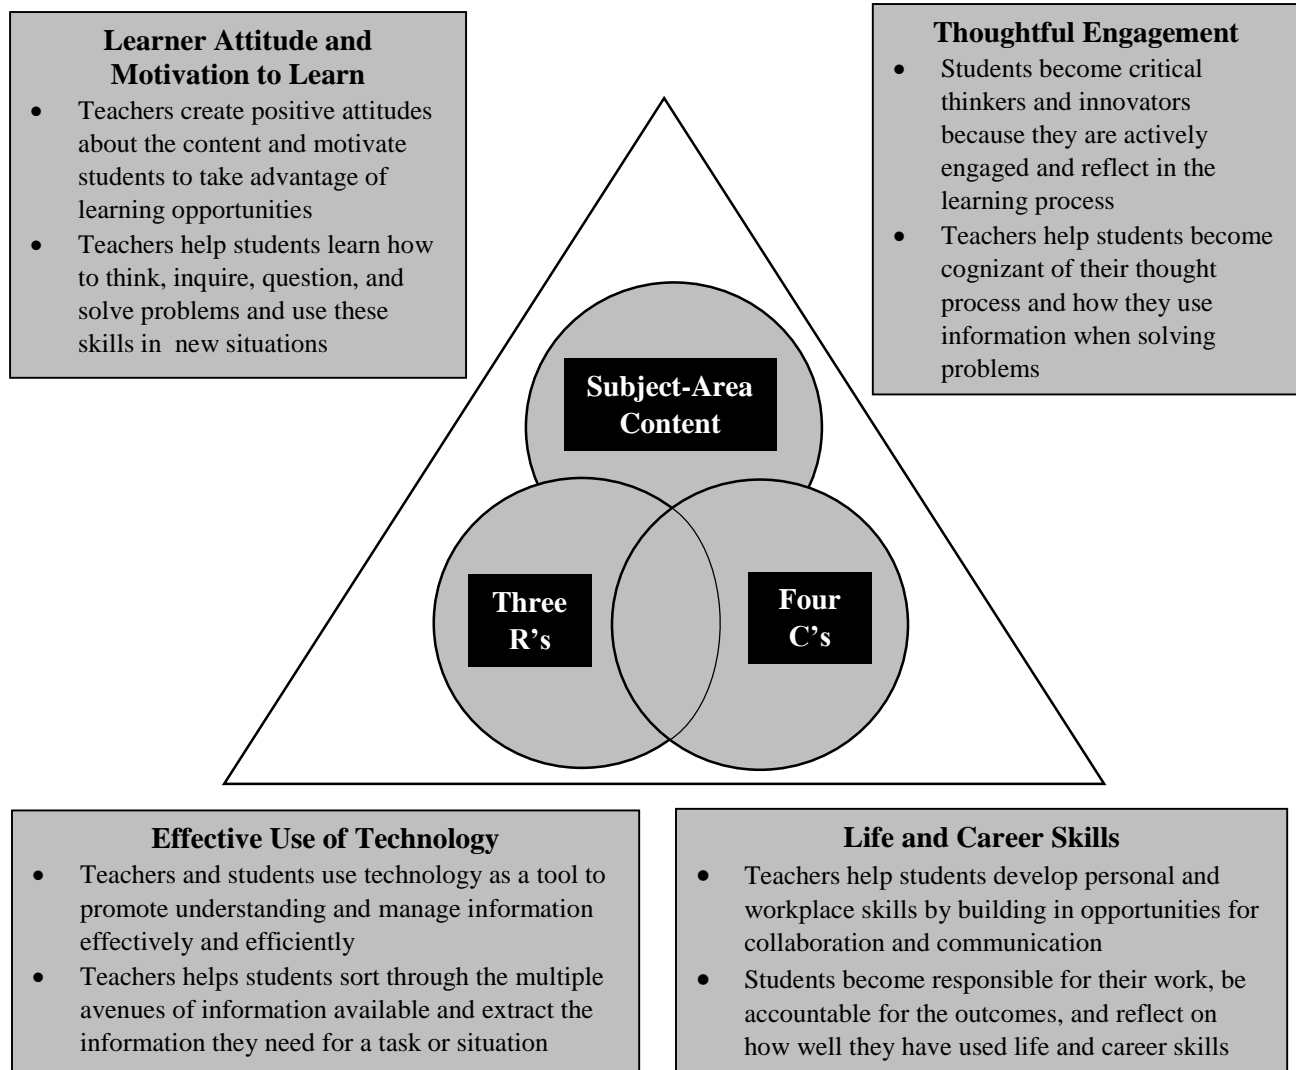 Learner Attitude and
Motivation to Learn
• Teachers create positive attitudes
about the content and motivate
students to take advantage of
learning opportunities
• Teachers help students learn how
to think, inquire, question, and
solve problems and use these
skills in  new situations
Thoughtful Engagement
• Students become critical
thinkers and innovators
because they are actively
engaged and reflect in the
learning process
• Teachers help students become
cognizant of their thought
process and how they use
information when solving
problems
Subject-Area
Content
Three
R’s
Four
C’s
Effective Use of Technology
• Teachers and students use technology as a tool to
promote understanding and manage information
effectively and efficiently
• Teachers helps students sort through the multiple
avenues of information available and extract the
information they need for a task or situation
Life and Career Skills
• Teachers help students develop personal and
workplace skills by building in opportunities for
collaboration and communication
• Students become responsible for their work, be
accountable for the outcomes, and reflect on
how well they have used life and career skills